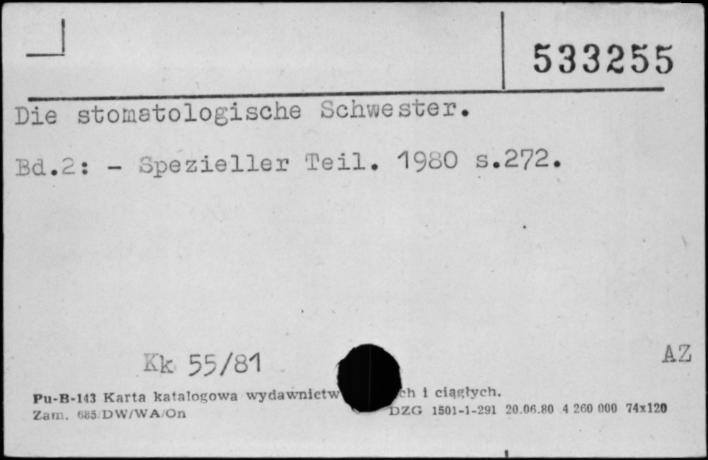 533255
Die stomatologische Schwester.
Bd.2: - Spezieller Teil. 1980 s.272.
Kk 55/81
AZ
Pu-B-143 Karta katalogowa wydawnictw ch i ciągłych.
Zam. 685/DW/WA/On DZG 1501-1-291 20.06.80 4 260 000 74x120